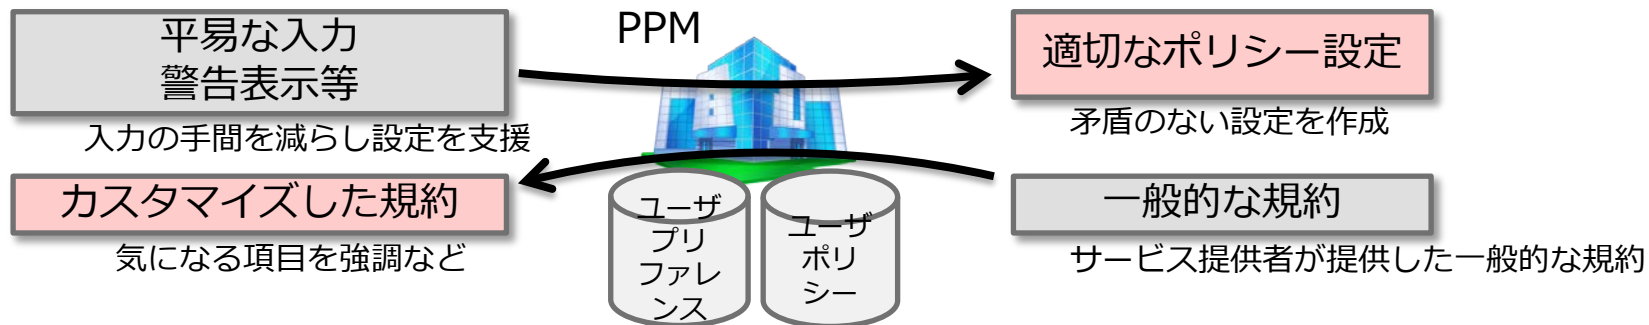 平易な入力
警告表示等
入力の手間を減らし設定を支援
PPM
適切なポリシー設定
矛盾のない設定を作成
カスタマイズした規約
気になる項目を強調など
ユーザ
プリ
ファレ
ンス
ユーザ
ポリ
シー
一般的な規約
サービス提供者が提供した一般的な規約